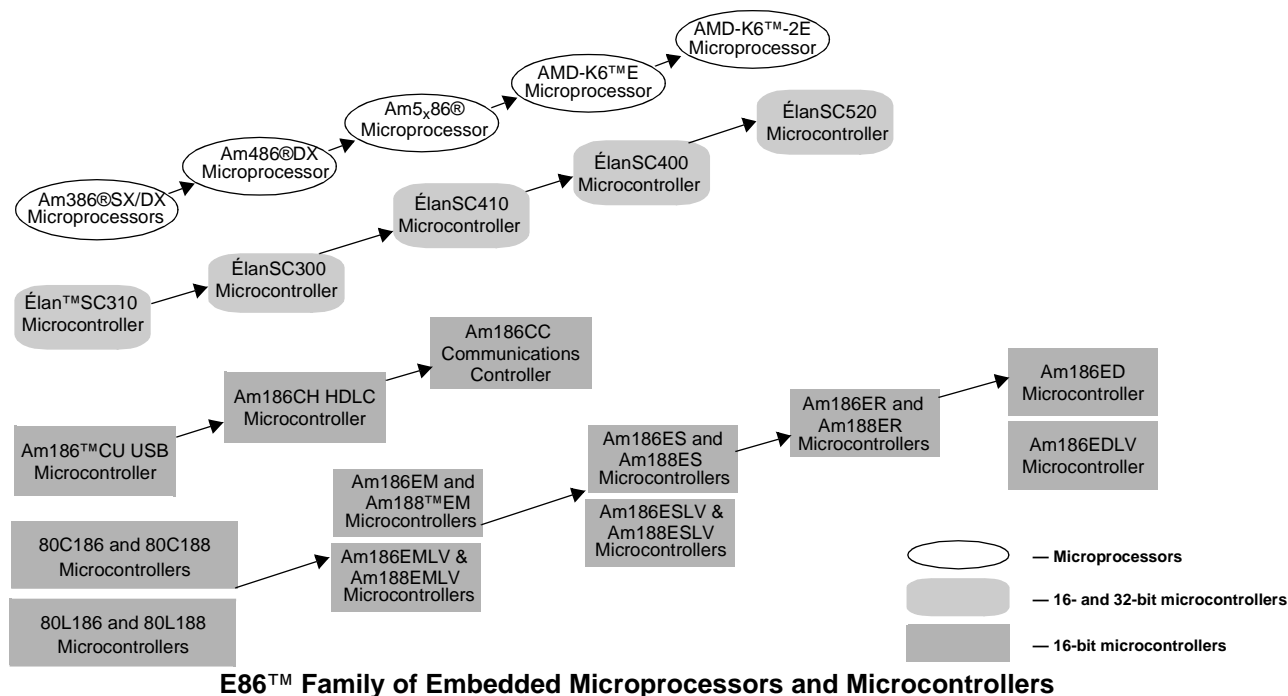 AMD-K6™-2E
Microprocessor
AMD-K6™E
Microprocessor
Am5x86®
Microprocessor
Am486®DX
Microprocessor
Am386®SX/DX
Microprocessors
ÉlanSC520
Microcontroller
ÉlanSC400
Microcontroller
ÉlanSC410
Microcontroller
ÉlanSC300
Microcontroller
Élan™SC310
Microcontroller
Am186CC
Communications
Controller
Am186CH HDLC
Microcontroller
Am186™CU USB
Microcontroller
Am186ED
Microcontroller
Am186EDLV
Microcontroller
Am186ER and
Am188ER
Microcontrollers
Am186ES and
Am188ES
Microcontrollers
Am186ESLV &
Am188ESLV
Microcontrollers
Am186EM and
Am188™EM
Microcontrollers
Am186EMLV &
Am188EMLV
Microcontrollers
80C186 and 80C188
Microcontrollers
80L186 and 80L188
Microcontrollers
— Microprocessors
— 16- and 32-bit microcontrollers
— 16-bit microcontrollers
E86™ Family of Embedded Microprocessors and Microcontrollers